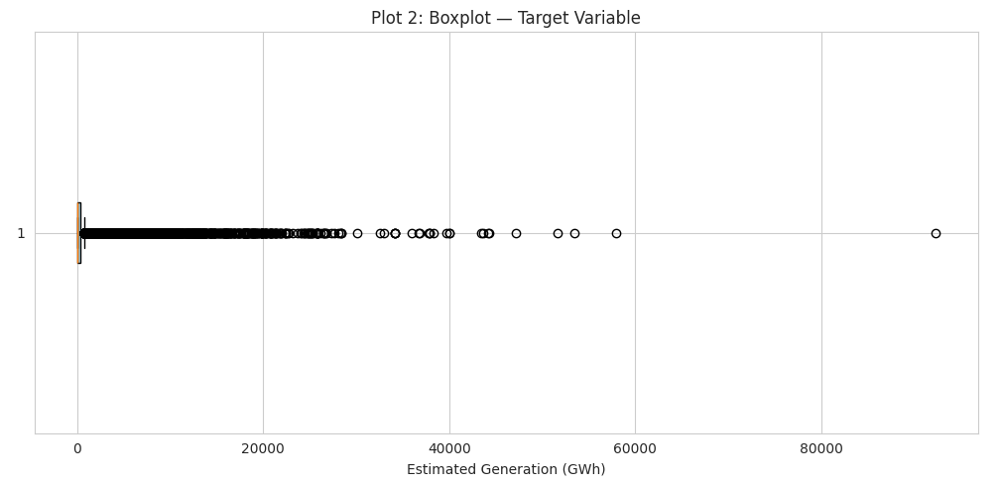 Plot 2: Boxplot — Target Variable
1
0 20000 40000 60000 80000
Estimated Generation (GWh)